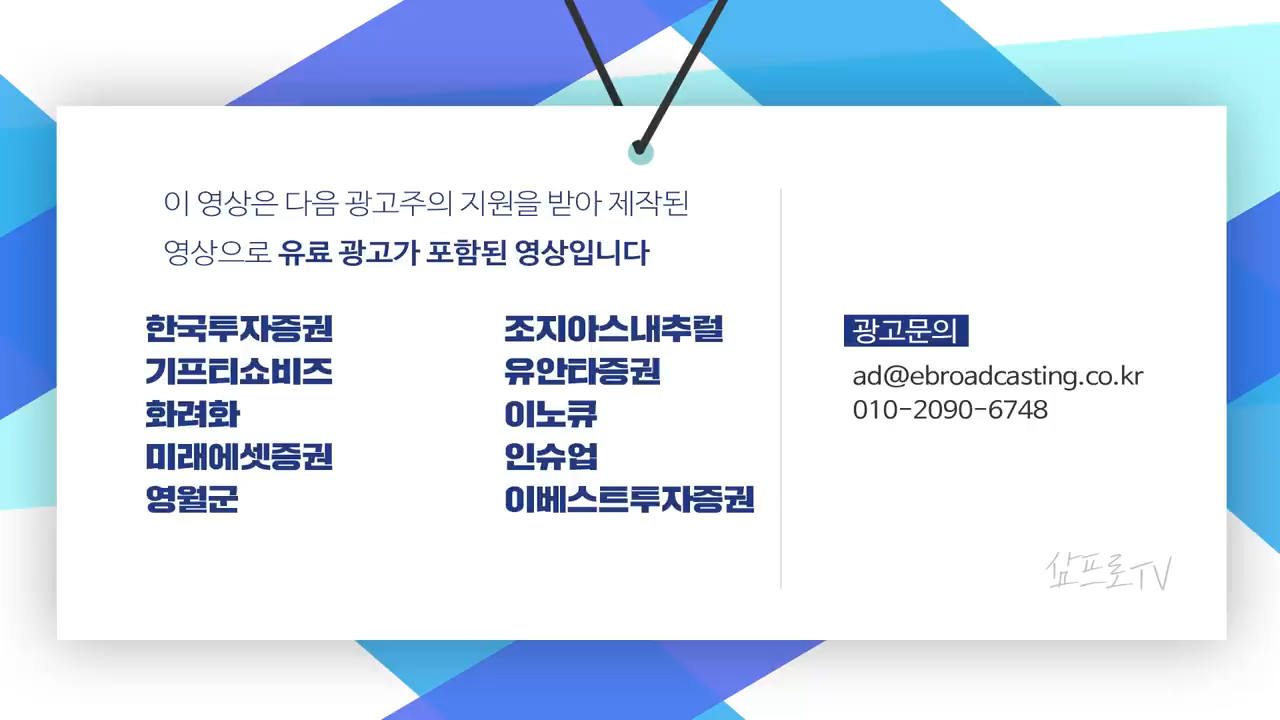 이 영상은 다음 광고주의 지원을 받아 제작된
영상으로 유료 광고가 포함된 영상입니다
한국투자증권
기프티쇼비즈
화려화
미래에셋증권
영월군
조지아스내추럴
유안타증권
이노큐
인슈업
이베스트투자증권
광고문의
ad@ebroadcasting.co.kr
010-2090-6748
삼프로TV